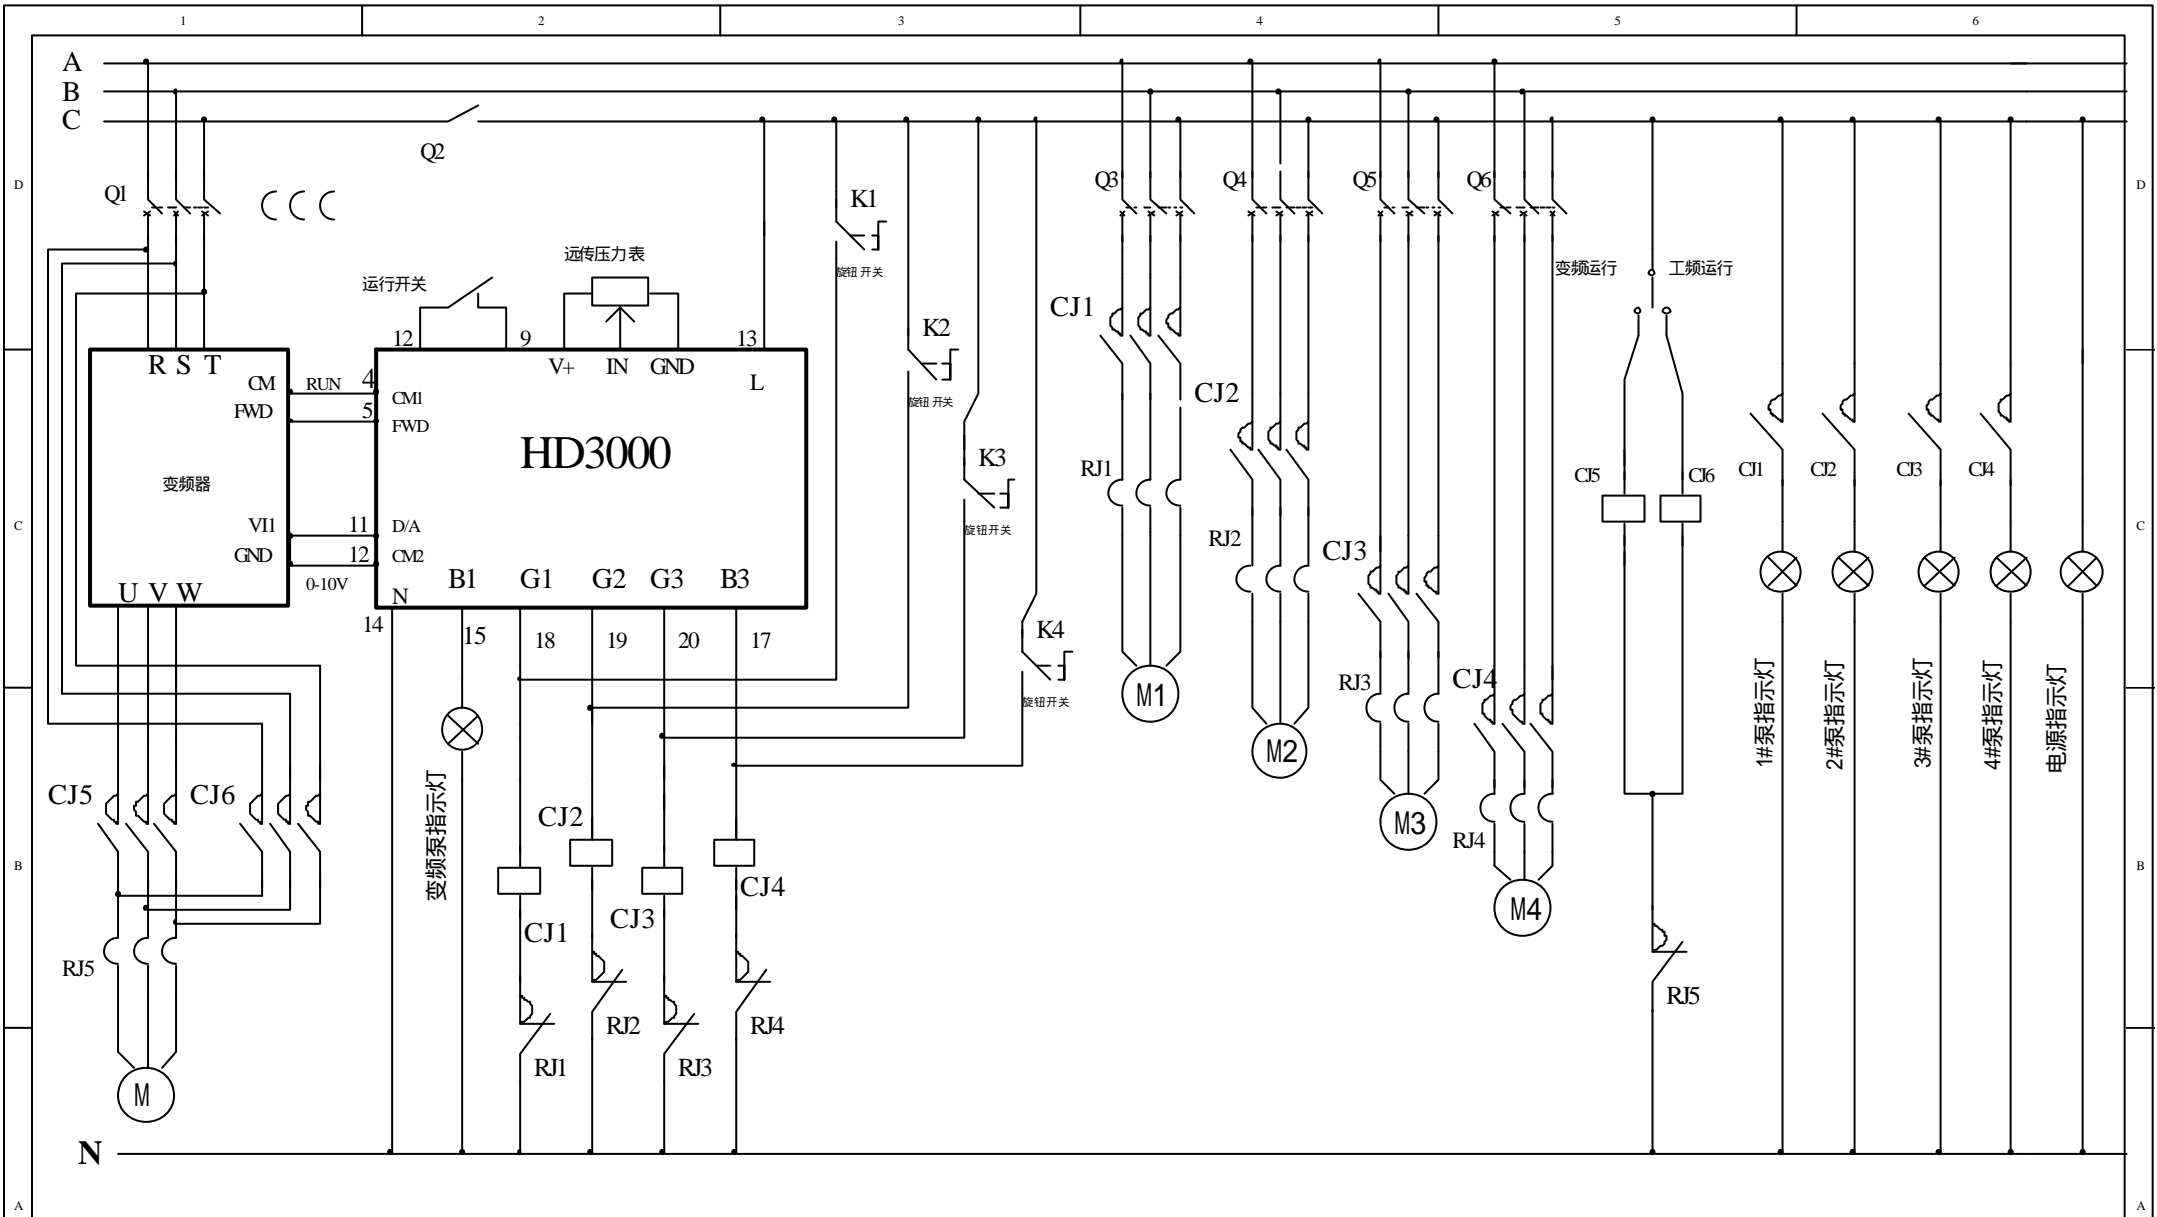 1 2 3 4 5 6
A
B
C
Q2
D
Q1
K1
Q3
Q4
Q5
Q6
D
远传压力表
旋钮开关
变频运行
工频运行
运行开关
CJ1
K2
12
9
13
R S T
V+
IN
GND
L
CM
RUN
4
CM1
FWD
5
FWD
旋钮开关
CJ2
HD3000
K3
RJ1
CJ1
CJ2
CJ3
CJ4
变频器
CJ5
CJ6
C
VI1
11
D/A
旋钮开关
C
GND
12
CM2
RJ2
CJ3
0-10V
U V W
N
B1
G1
G2
G3
B3
14
15
18
19
20
17
K4
旋钮开关
M1
RJ3
CJ4
1#泵指示灯
2#泵指示灯
3#泵指示灯
4#泵指示灯
电源指示灯
M2
CJ5
CJ6
变频泵指示灯
CJ2
M3
RJ4
B
CJ4
B
CJ3
CJ1
M4
RJ5
RJ5
RJ2
RJ4
RJ1
RJ3
M
N
A
A